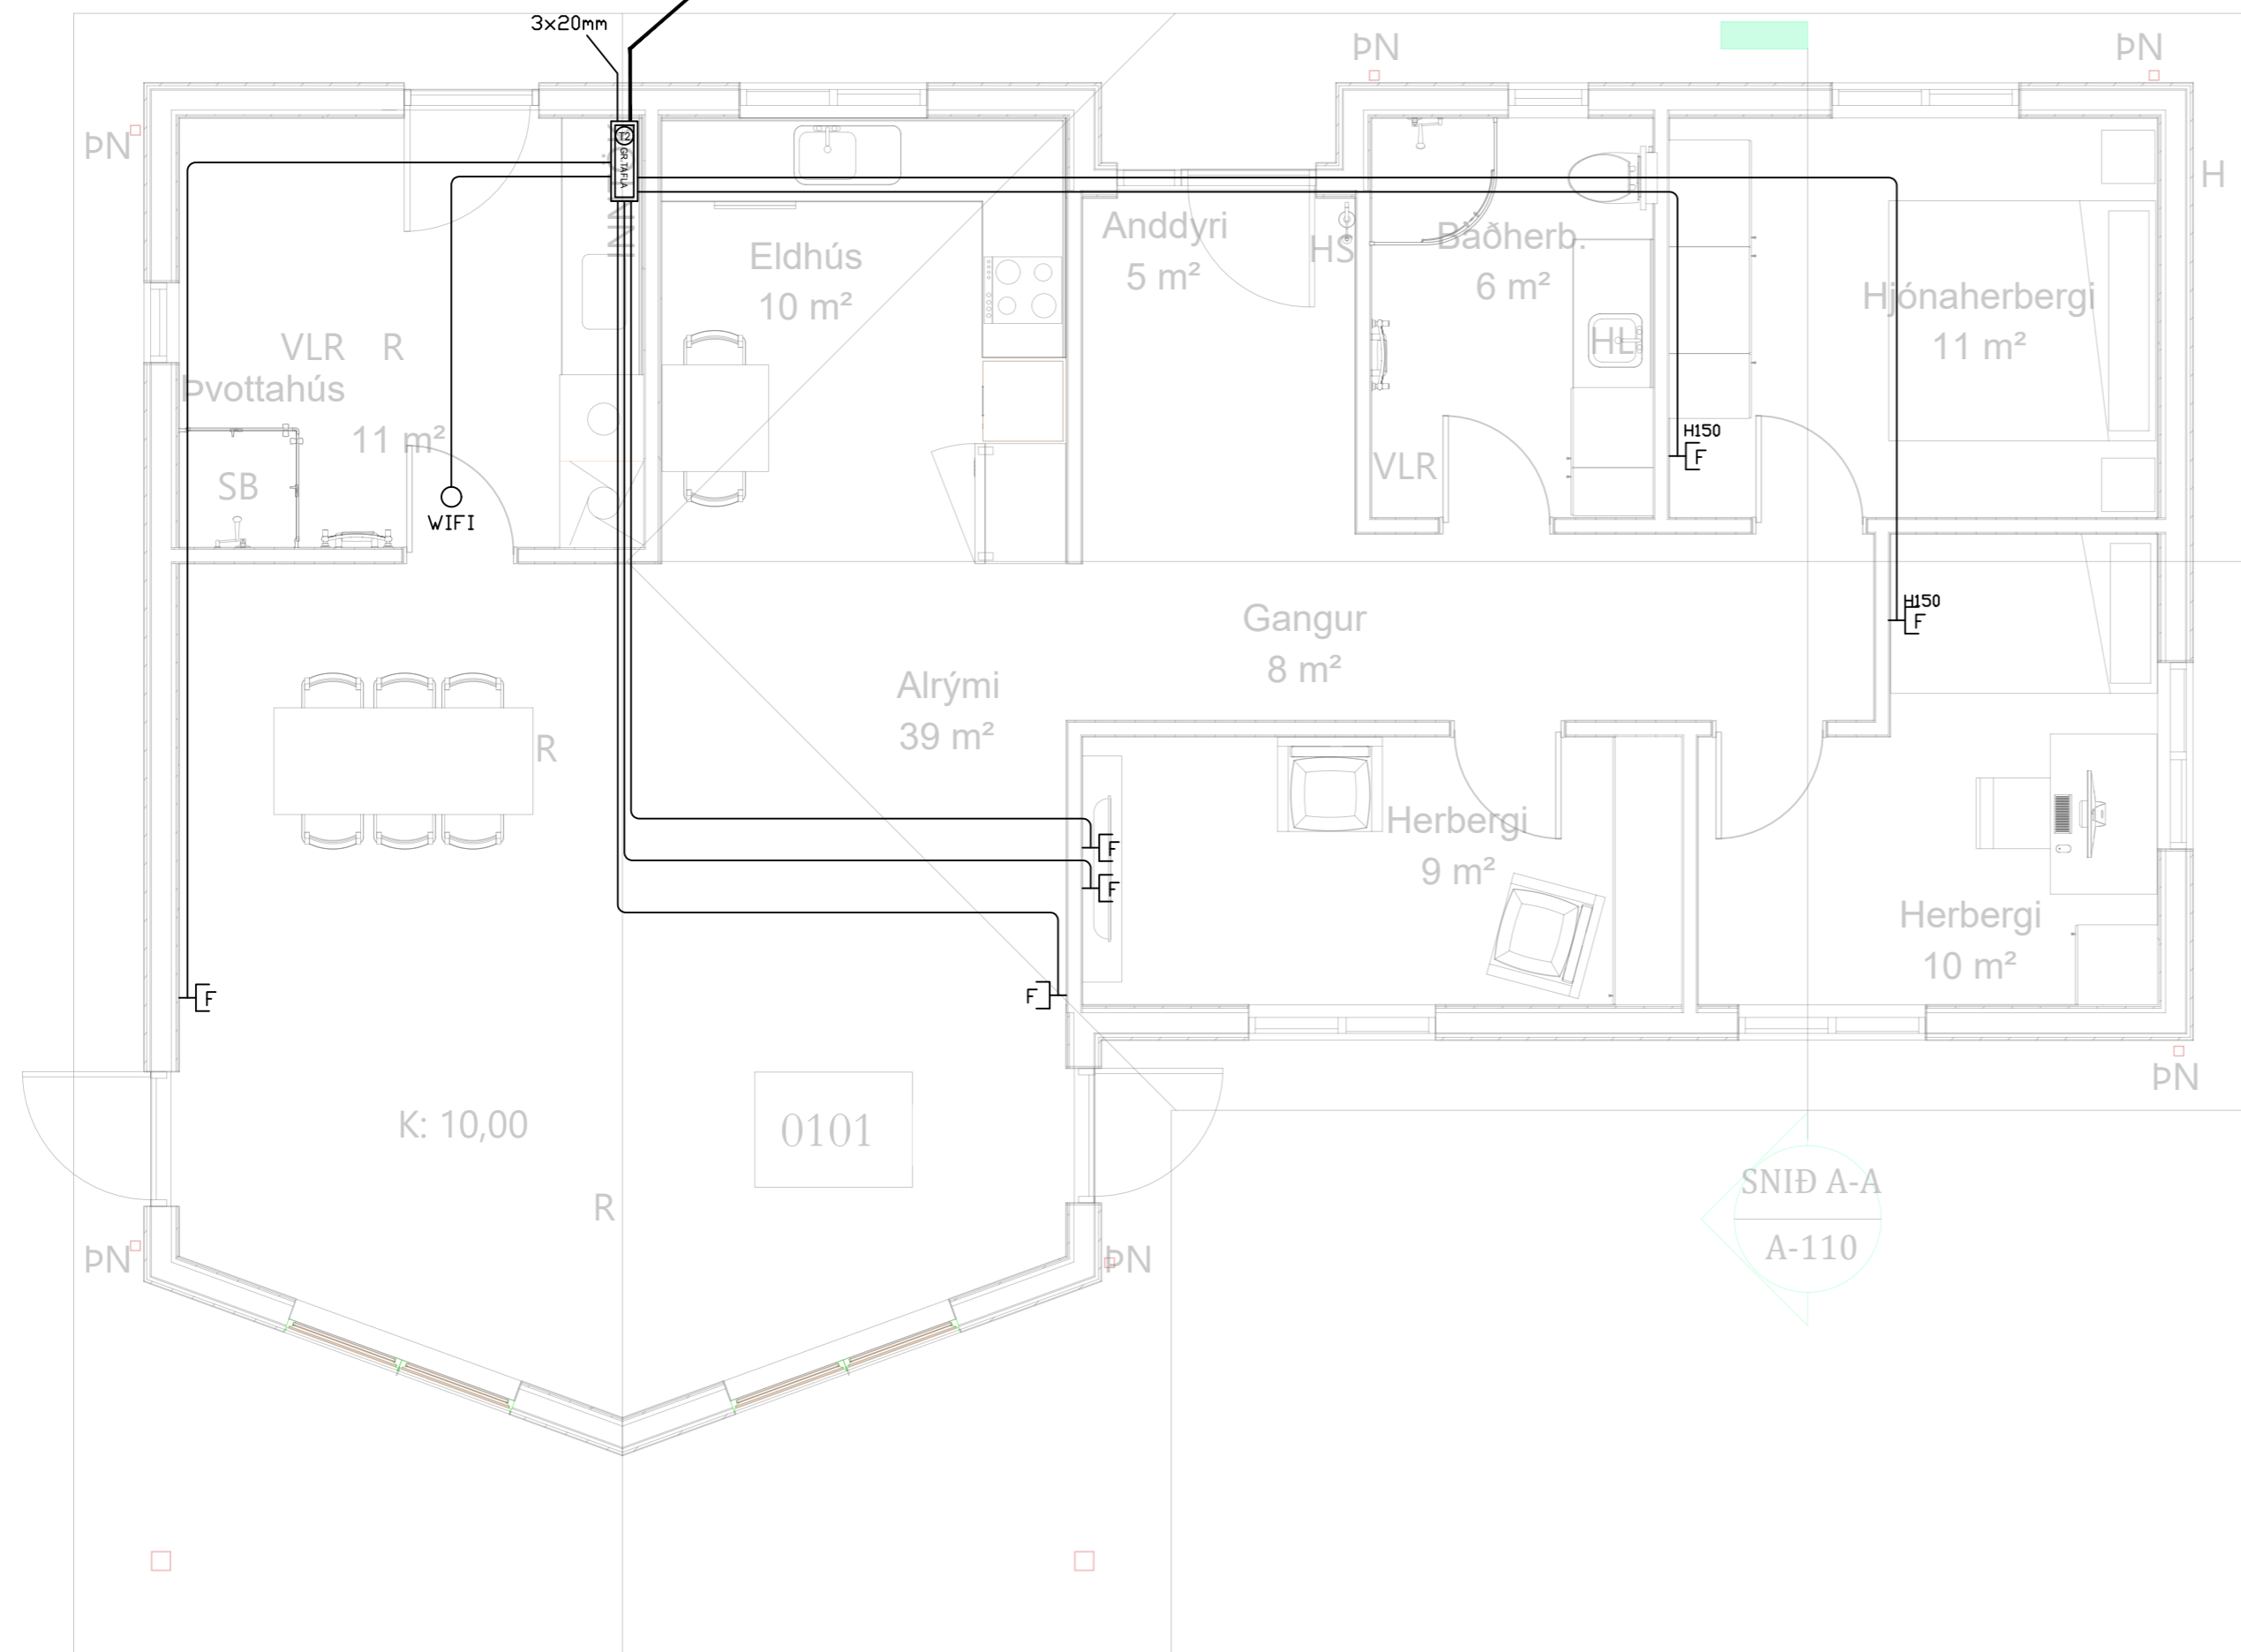 3x20mm
ÞN
ÞN
ÞN
T2
GR.TAFLA
H
Anddyri
5 m²
HS
Baðherb.
6 m²
Eldhús
10 m²
Hjónaherbergi
11 m²
VLR
R
HL
Þvottahús
11 m²
H150
F
VLR
SB
WIFI
H150
F
Gangur
8 m²
Alrými
39 m²
R
Herbergi
9 m²
F
F
Herbergi
10 m²
F
F
ÞN
K: 10,00
0101
SNIÐ A-A
A-110
R
ÞN
ÞN